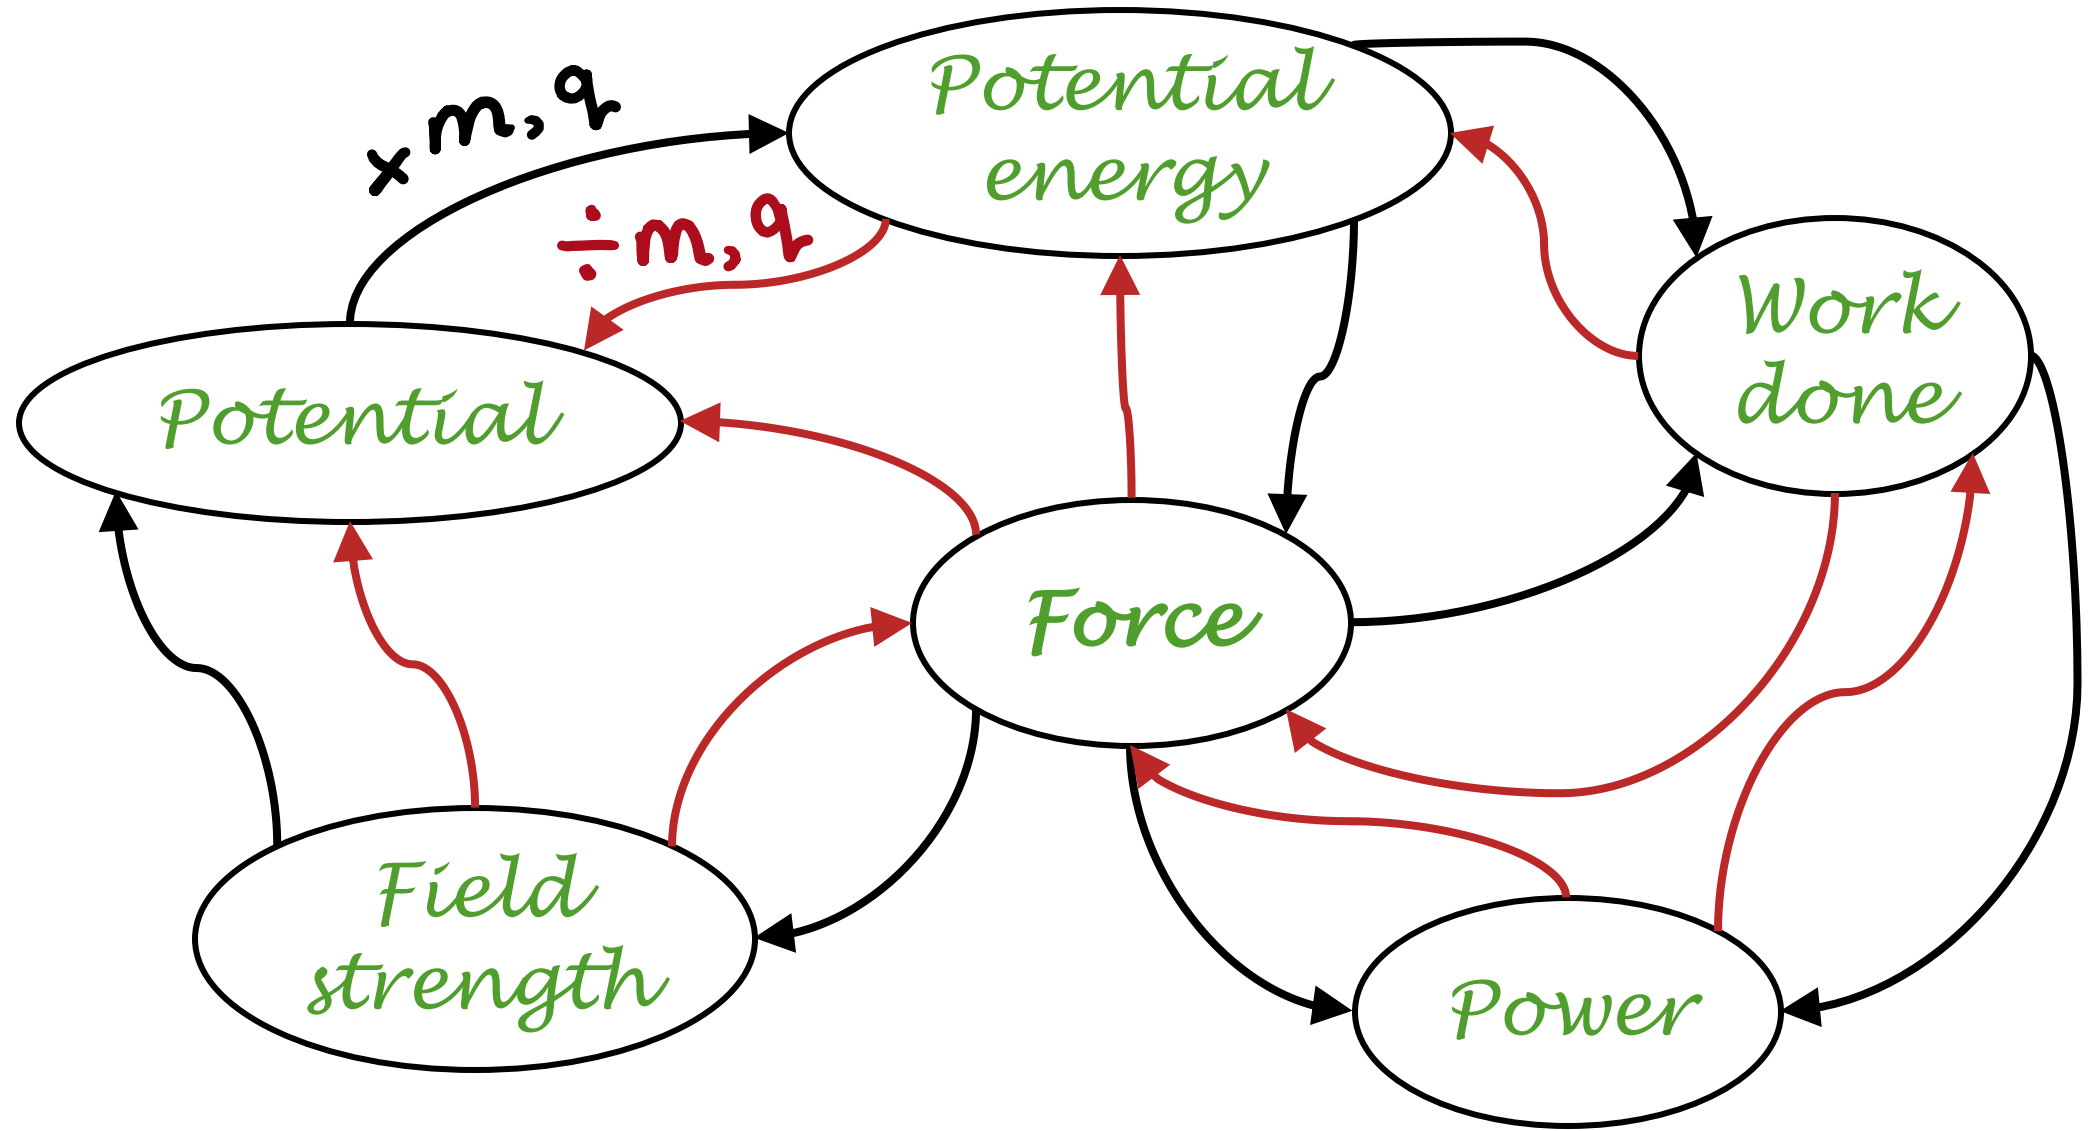 Potential
energy
× m, q
÷ m, q
Work
done
Potential
Force
Field
strength
Power